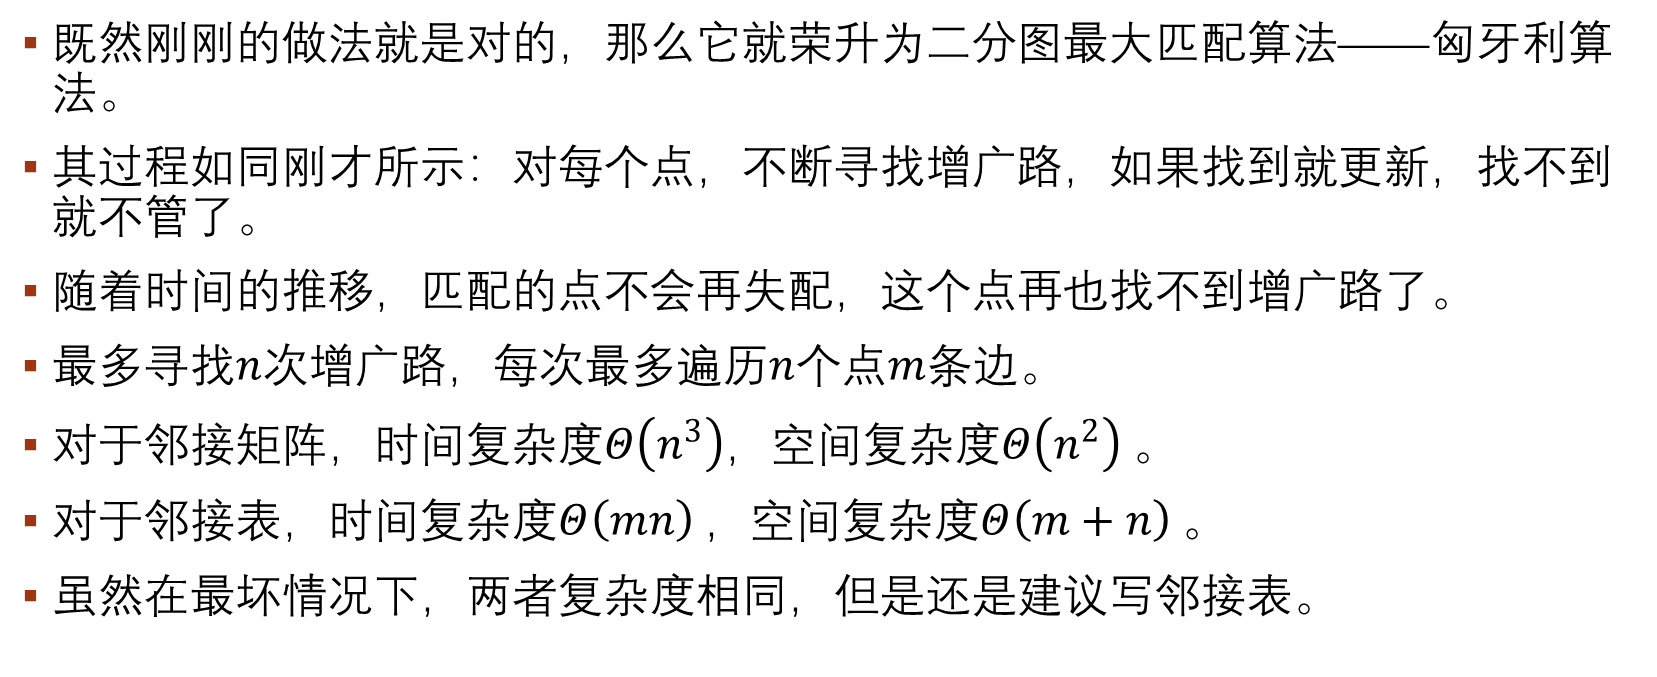 ▪ 既然刚刚的做法就是对的，那么它就荣升为二分图最大匹配算法——匈牙利算
法。
▪ 其过程如同刚才所示：对每个点，不断寻找增广路，如果找到就更新，找不到
就不管了。
▪ 随着时间的推移，匹配的点不会再失配，这个点再也找不到增广路了。
▪ 最多寻找n次增广路，每次最多遍历n个点m条边。
▪ 对于邻接矩阵，时间复杂度Θ(n³)，空间复杂度Θ(n²)。
▪ 对于邻接表，时间复杂度Θ(mn)，空间复杂度Θ(m + n)。
▪ 虽然在最坏情况下，两者复杂度相同，但是还是建议写邻接表。